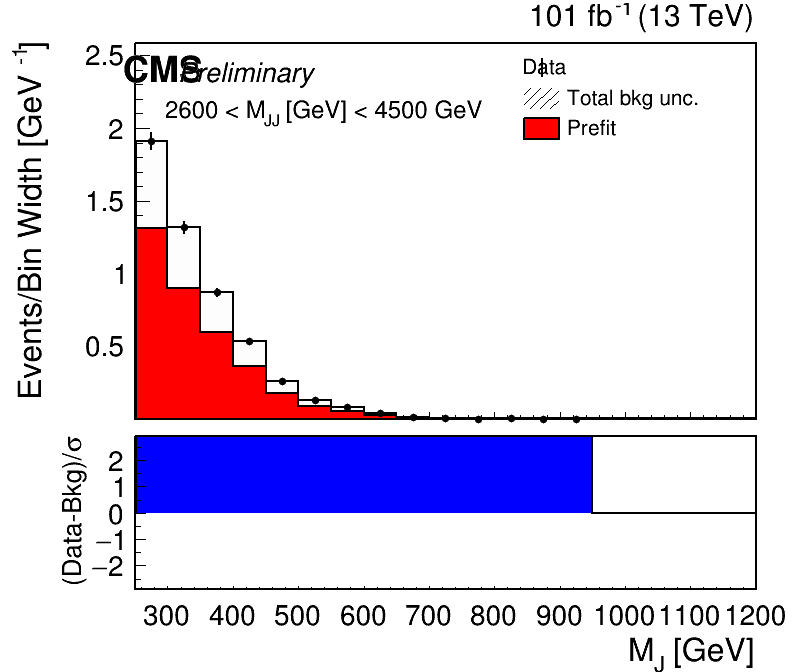 101 fb⁻¹ (13 TeV)
CMS Preliminary
2600 < M_JJ [GeV] < 4500 GeV
Data
Total bkg unc.
Prefit
Events/Bin Width [GeV⁻¹]
2.5
2
1.5
1
0.5
(Data-Bkg)/σ
2
1
0
−1
−2
300 400 500 600 700 800 900 1000 1100 1200
M_J [GeV]